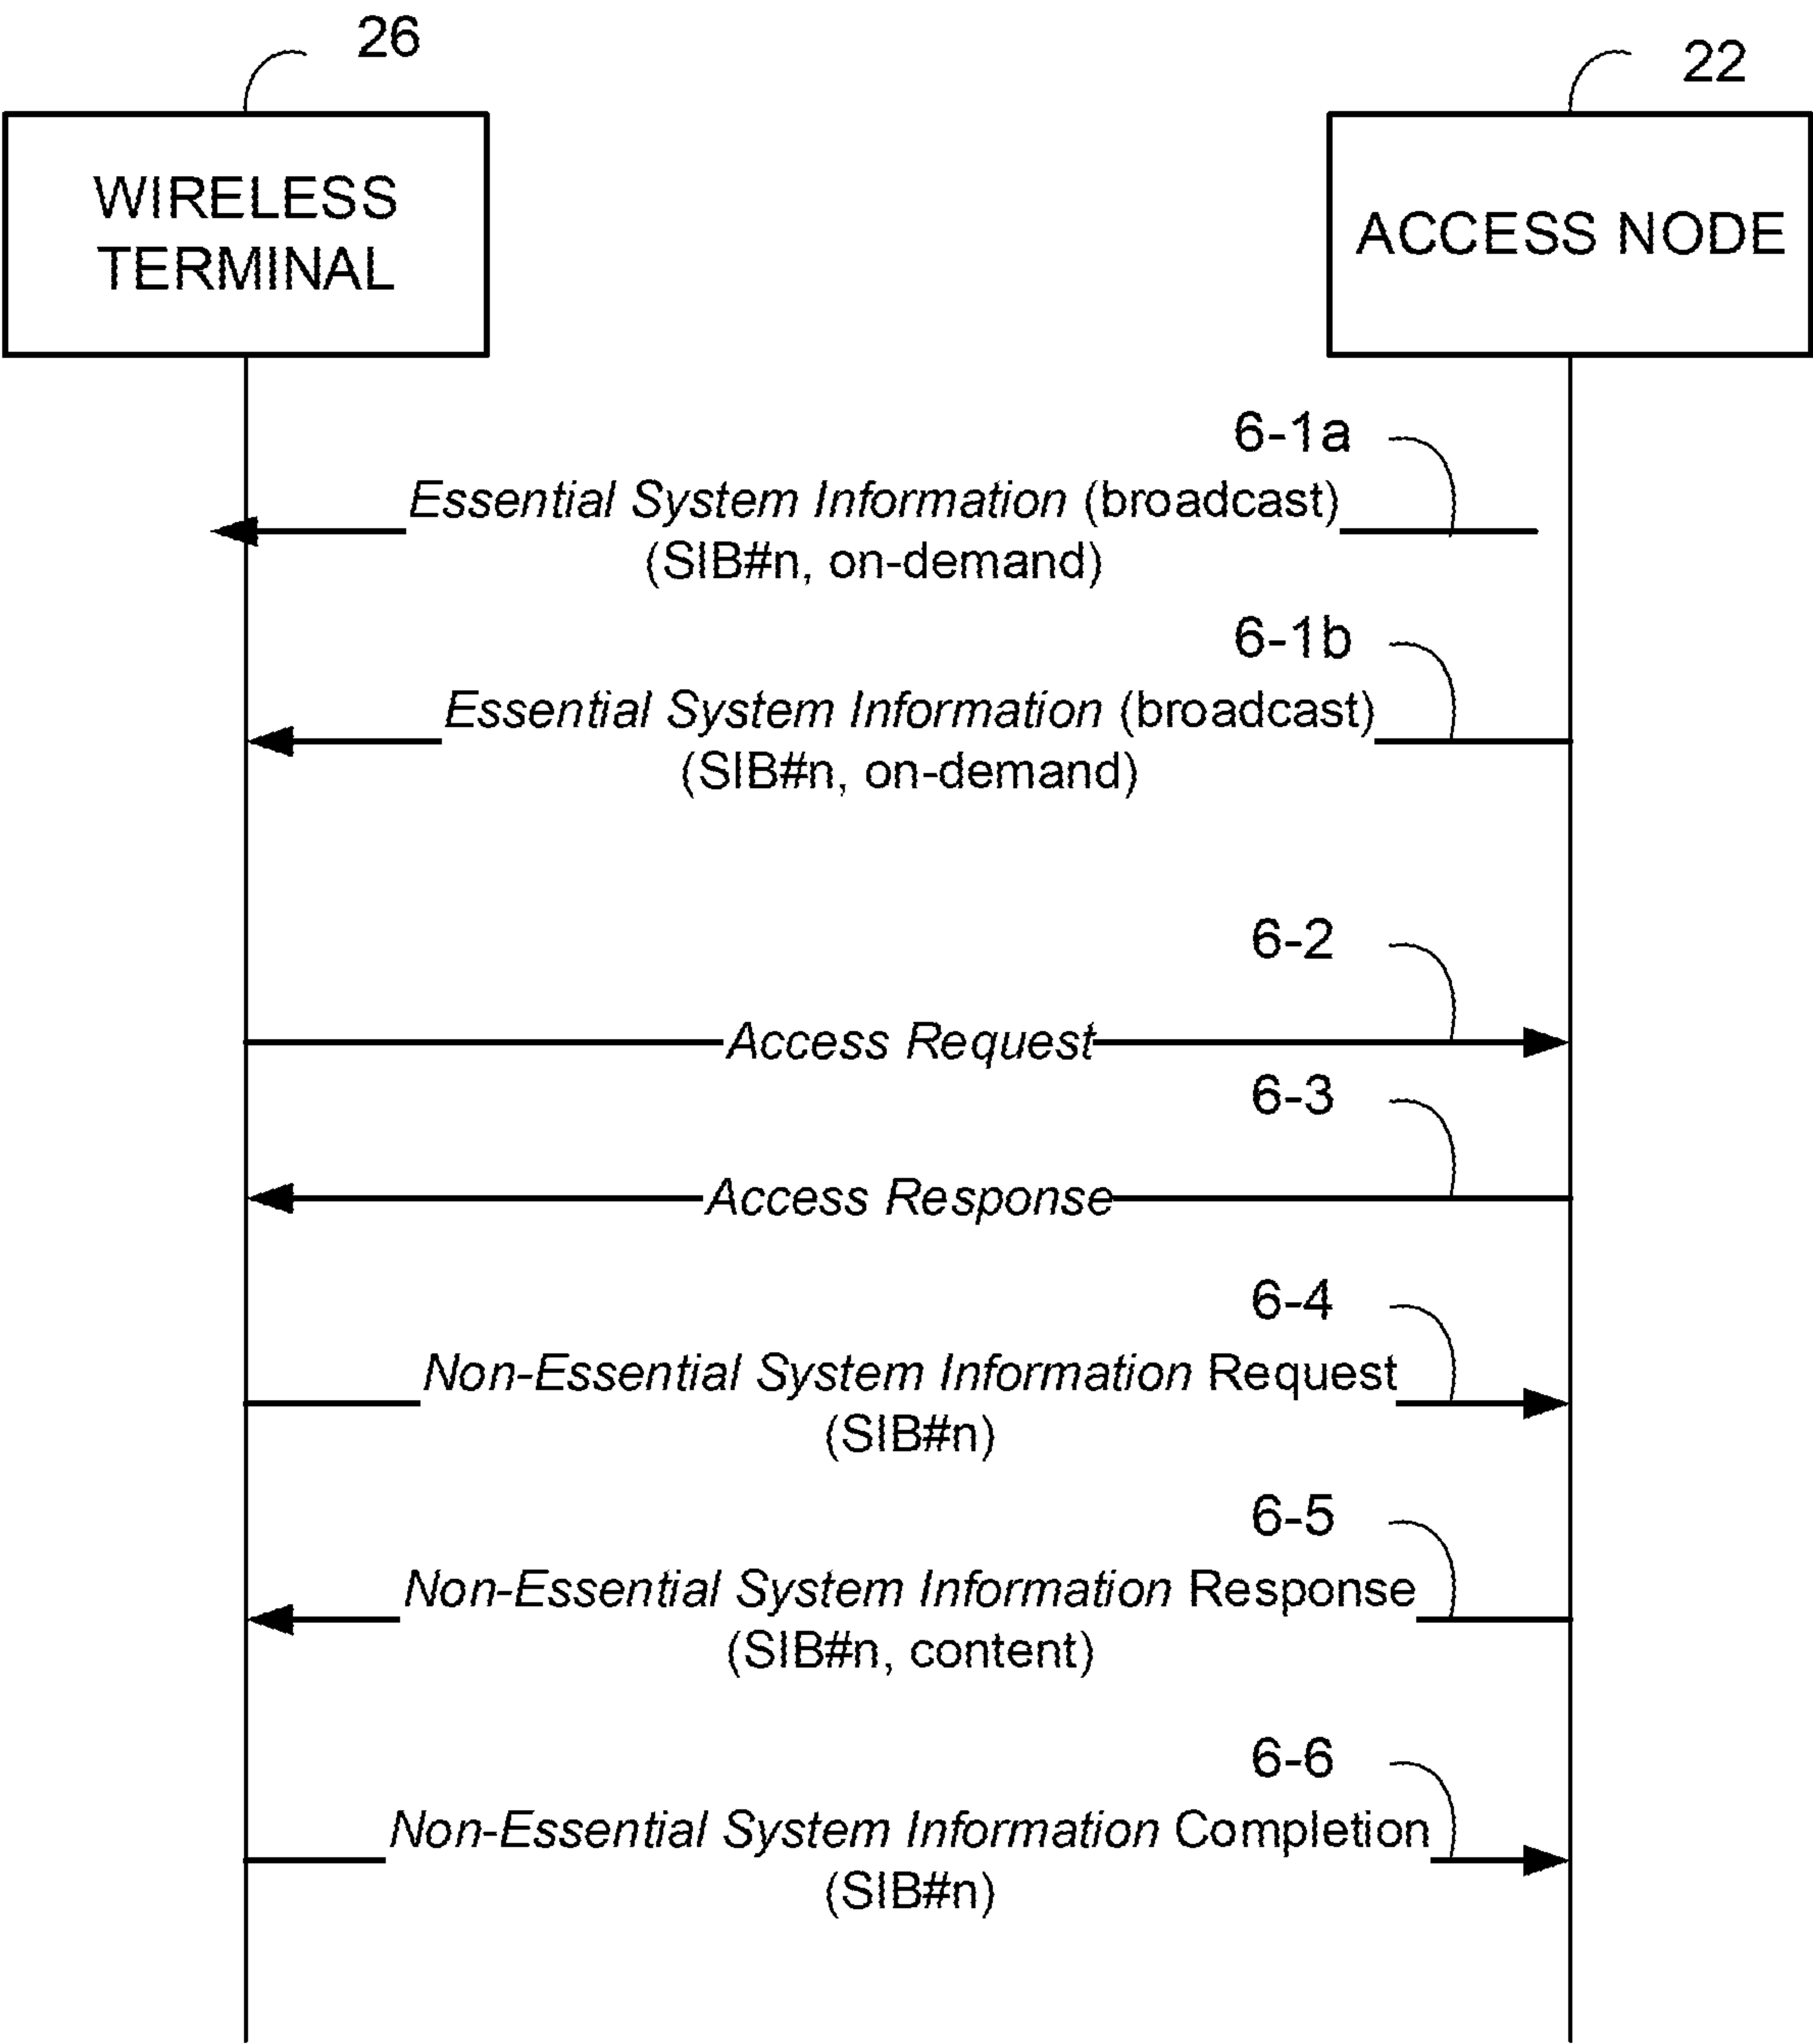 26
22
WIRELESS
TERMINAL
ACCESS NODE
6-1a
Essential System Information (broadcast)
(SIB#n, on-demand)
6-1b
Essential System Information (broadcast)
(SIB#n, on-demand)
6-2
Access Request
6-3
Access Response
6-4
Non-Essential System Information Request
(SIB#n)
6-5
Non-Essential System Information Response
(SIB#n, content)
6-6
Non-Essential System Information Completion
(SIB#n)